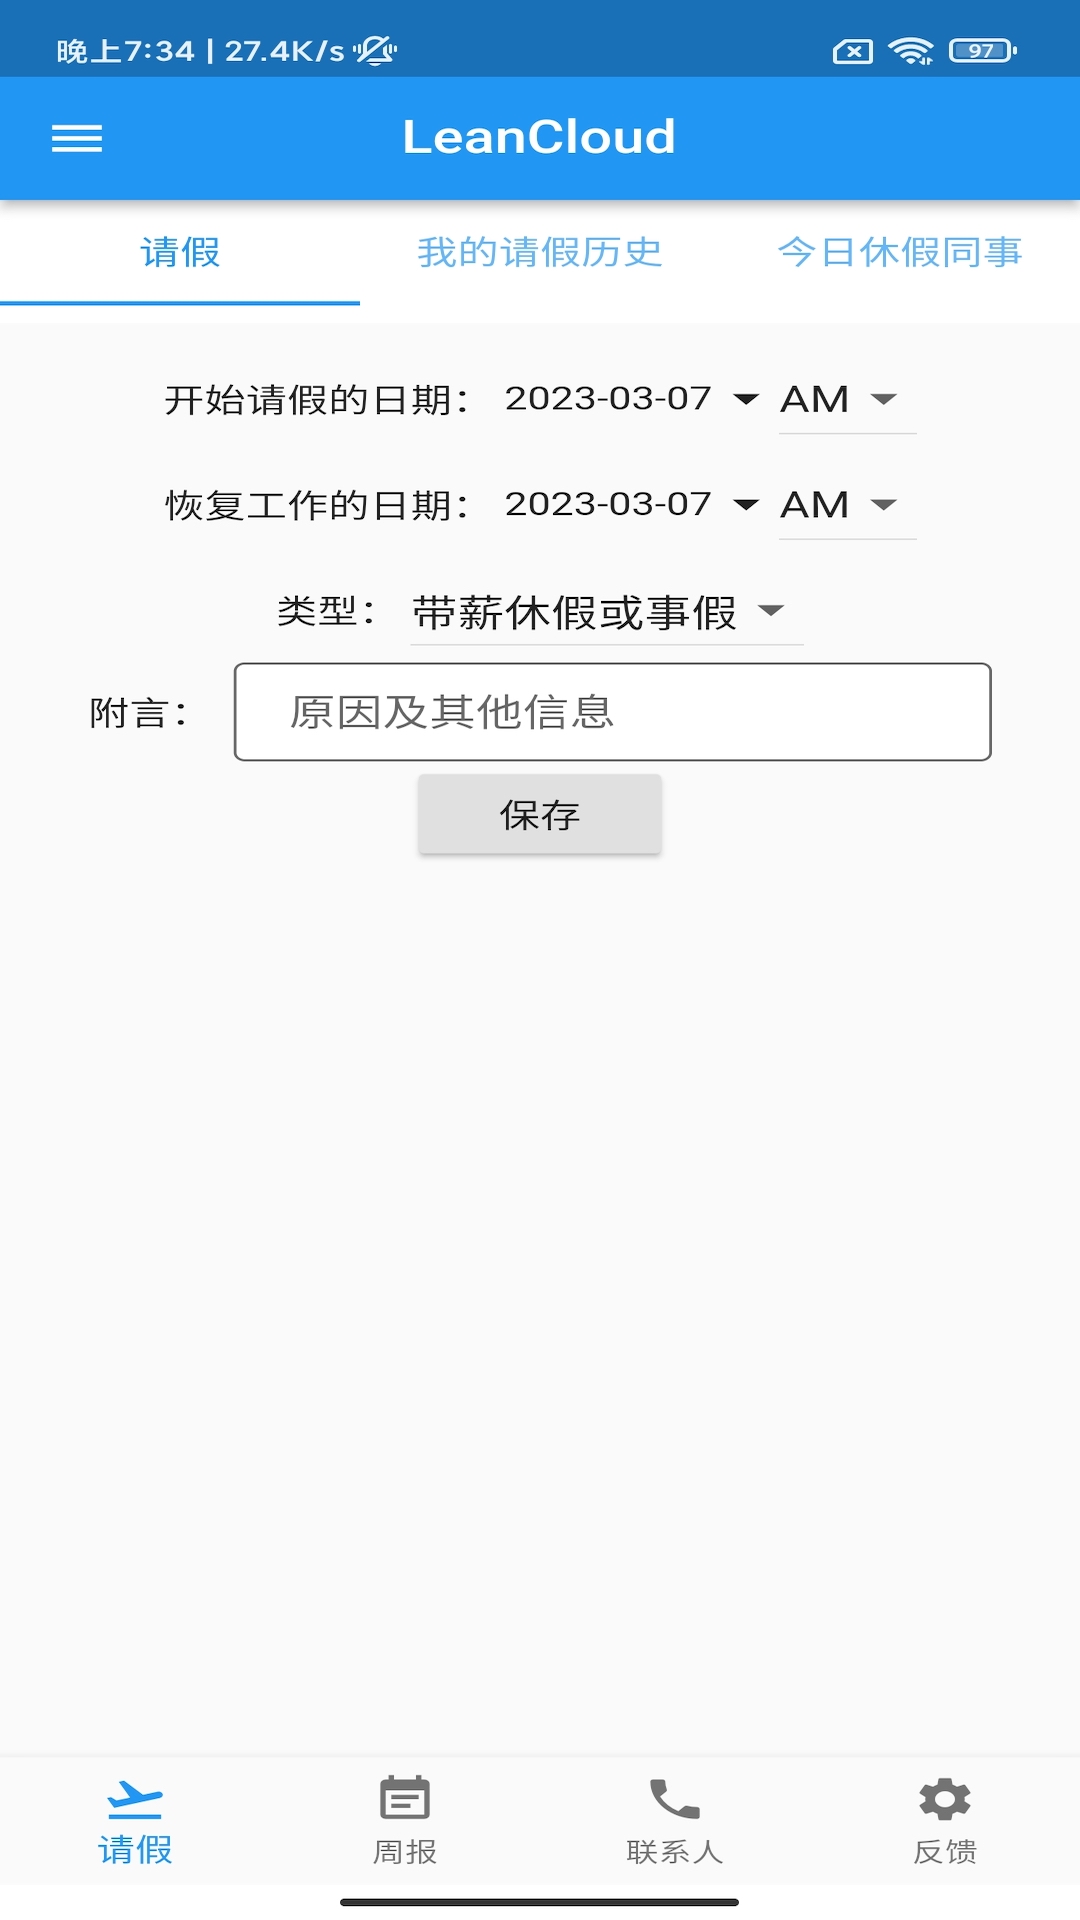 晚上7:34 | 27.4K/s
97
LeanCloud
请假 我的请假历史 今日休假同事
开始请假的日期： 2023-03-07 AM
恢复工作的日期： 2023-03-07 AM
类型： 带薪休假或事假
附言： 原因及其他信息
保存
请假 周报 联系人 反馈